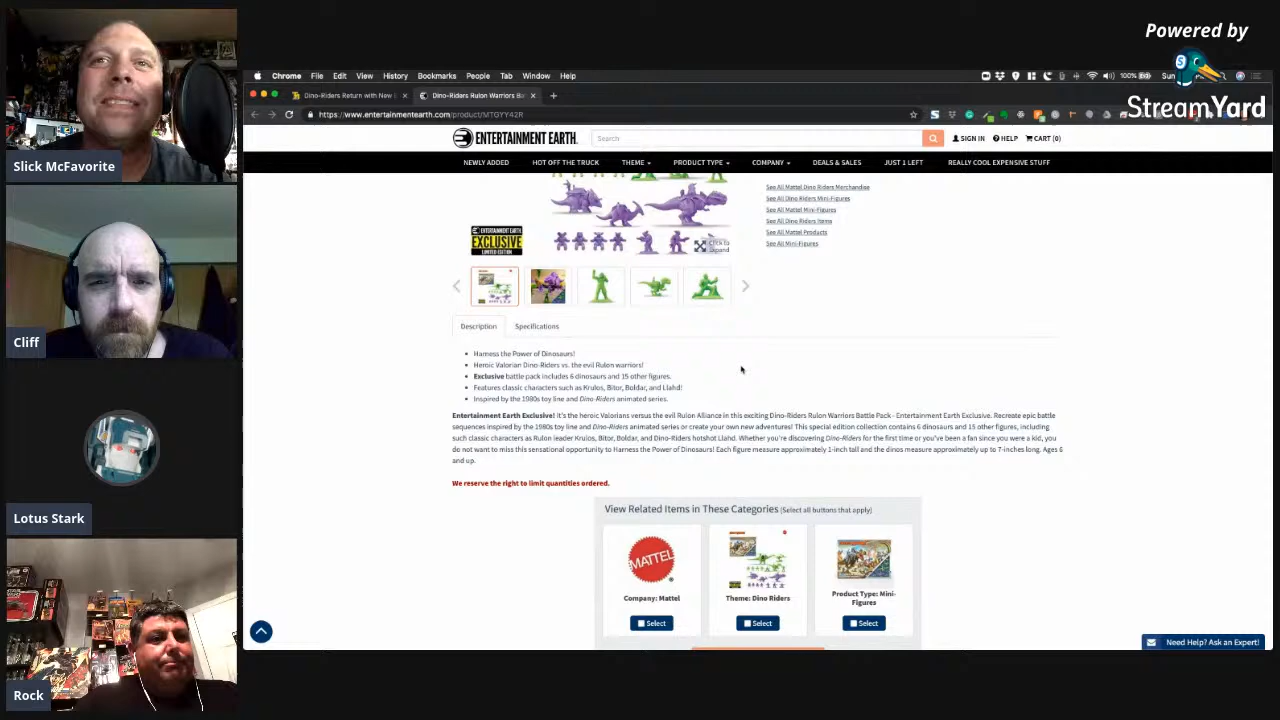 Powered by
StreamYard
Slick McFavorite
Cliff
Lotus Stark
Rock
Chrome File Edit View History Bookmarks People Tab Window Help
100%
Dino-Riders Return with New
Dino-Riders Rulon Warriors Ba
https://www.entertainmentearth.com/product/MTGYY42R
ENTERTAINMENT EARTH
Search
SIGN IN HELP CART (0)
NEWLY ADDED HOT OFF THE TRUCK THEME PRODUCT TYPE COMPANY DEALS & SALES JUST 1 LEFT REALLY COOL EXPENSIVE STUFF
See All Mattel Dino Riders Merchandise
See All Dino Riders Mini-Figures
See All Mattel Mini-Figures
See All Dino Riders Items
See All Mattel Products
See All Mini-Figures
ENTERTAINMENT EARTH
EXCLUSIVE
LIMITED EDITION
Click to
Expand
Description Specifications
Harness the Power of Dinosaurs!
Heroic Valorian Dino-Riders vs. the evil Rulon warriors!
Exclusive battle pack includes 6 dinosaurs and 15 other figures.
Features classic characters such as Krulos, Bitor, Boldar, and Llahd!
Inspired by the 1980s toy line and Dino-Riders animated series.
Entertainment Earth Exclusive! It's the heroic Valorians versus the evil Rulon Alliance in this exciting Dino-Riders Rulon Warriors Battle Pack - Entertainment Earth Exclusive. Recreate epic battle
sequences inspired by the 1980s toy line and Dino-Riders animated series or create your own new adventures! This special edition collection contains 6 dinosaurs and 15 other figures, including
such classic characters as Rulon leader Krulos, Bitor, Boldar, and Dino-Riders hotshot Llahd. Whether you're discovering Dino-Riders for the first time or you've been a fan since you were a kid, you
do not want to miss this sensational opportunity to Harness the Power of Dinosaurs! Each figure measure approximately 1-inch tall and the dinos measure approximately up to 7-inches long. Ages 6
and up.
We reserve the right to limit quantities ordered.
View Related Items in These Categories (Select all buttons that apply)
MATTEL
Company: Mattel
Select
Theme: Dino Riders
Select
Product Type: Mini-
Figures
Select
Need Help? Ask an Expert!